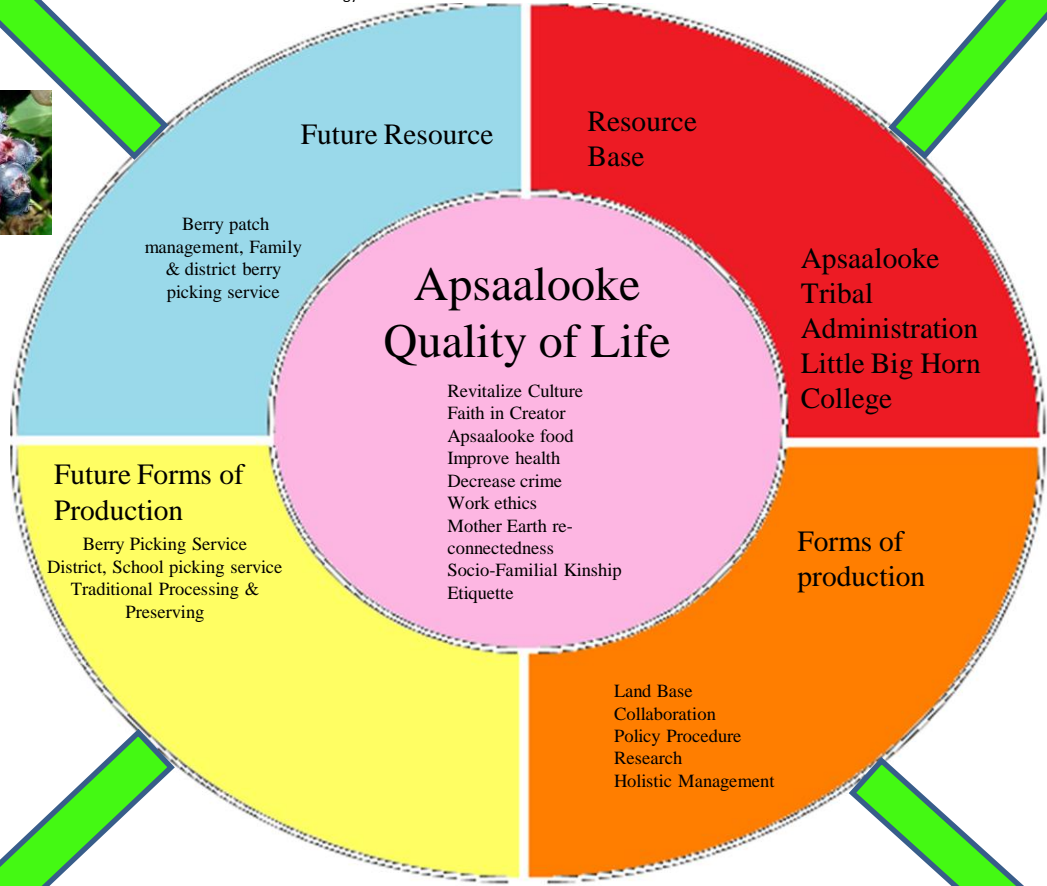 gy
Future Resource
Berry patch
management, Family
& district berry
picking service
Resource
Base
Apsaalooke
Tribal
Administration
Little Big Horn
College
Apsaalooke
Quality of Life
Revitalize Culture
Faith in Creator
Apsaalooke food
Improve health
Decrease crime
Work ethics
Mother Earth re-
connectedness
Socio-Familial Kinship
Etiquette
Future Forms of
Production
Berry Picking Service
District, School picking service
Traditional Processing &
Preserving
Forms of
production
Land Base
Collaboration
Policy Procedure
Research
Holistic Management